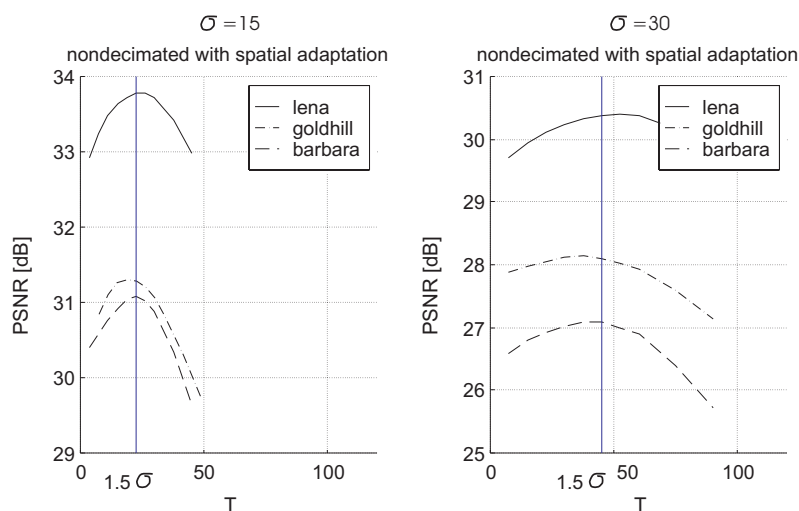 σ =15
nondecimated with spatial adaptation
34
33
32
31
30
29
PSNR [dB]
lena
goldhill
barbara
0
50
100
1.5 σ
T
σ =30
nondecimated with spatial adaptation
31
30
29
28
27
26
25
PSNR [dB]
lena
goldhill
barbara
0
50
100
1.5 σ
T